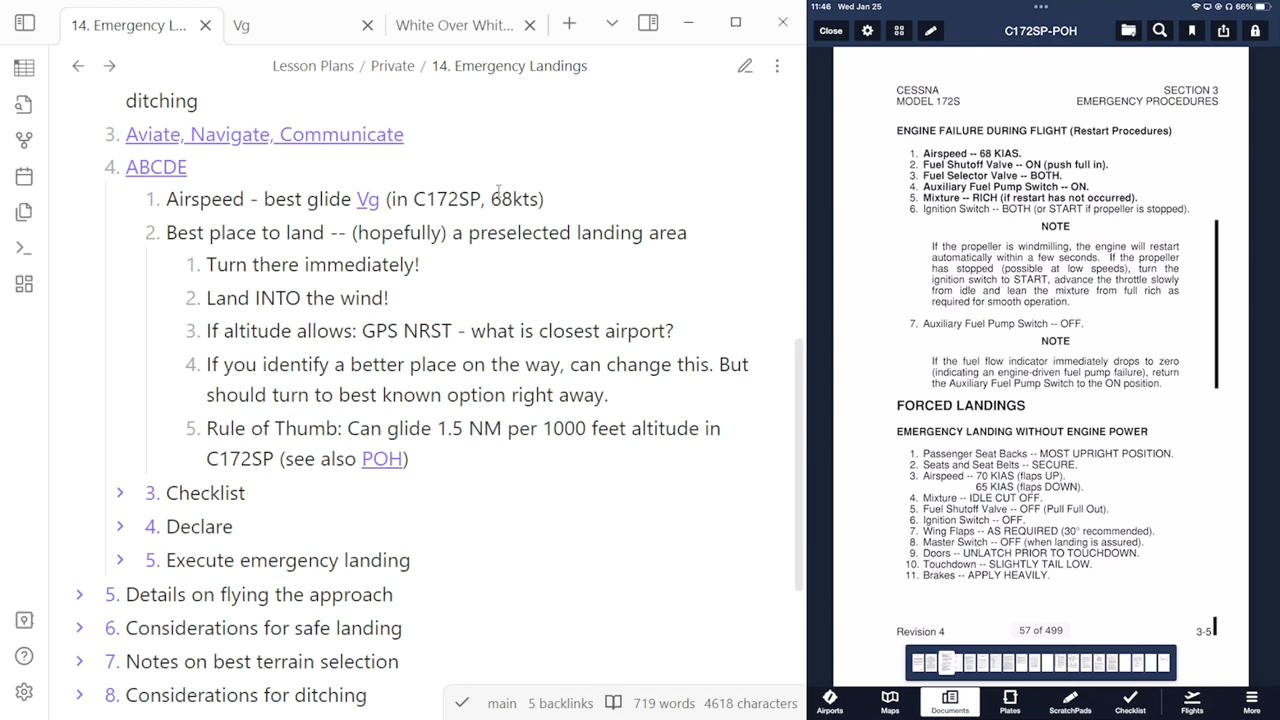 14. Emergency L...
Vg
White Over Whit...
Lesson Plans / Private / 14. Emergency Landings
ditching
3. Aviate, Navigate, Communicate
4. ABCDE
1. Airspeed - best glide Vg (in C172SP, 68kts)
2. Best place to land -- (hopefully) a preselected landing area
1. Turn there immediately!
2. Land INTO the wind!
3. If altitude allows: GPS NRST - what is closest airport?
4. If you identify a better place on the way, can change this. But
should turn to best known option right away.
5. Rule of Thumb: Can glide 1.5 NM per 1000 feet altitude in
C172SP (see also POH)
3. Checklist
4. Declare
5. Execute emergency landing
5. Details on flying the approach
6. Considerations for safe landing
7. Notes on best terrain selection
8. Considerations for ditching
main 5 backlinks 719 words 4618 characters
11:46 Wed Jan 25
66%
Close
C172SP-POH
CESSNA
MODEL 172S
SECTION 3
EMERGENCY PROCEDURES
ENGINE FAILURE DURING FLIGHT (Restart Procedures)
1. Airspeed -- 68 KIAS.
2. Fuel Shutoff Valve -- ON (push full in).
3. Fuel Selector Valve -- BOTH.
4. Auxiliary Fuel Pump Switch -- ON.
5. Mixture -- RICH (if restart has not occurred).
6. Ignition Switch -- BOTH (or START if propeller is stopped).
NOTE
If the propeller is windmilling, the engine will restart
automatically within a few seconds. If the propeller
has stopped (possible at low speeds), turn the
ignition switch to START, advance the throttle slowly
from idle and lean the mixture from full rich as
required for smooth operation.
7. Auxiliary Fuel Pump Switch -- OFF.
NOTE
If the fuel flow indicator immediately drops to zero
(indicating an engine-driven fuel pump failure), return
the Auxiliary Fuel Pump Switch to the ON position.
FORCED LANDINGS
EMERGENCY LANDING WITHOUT ENGINE POWER
1. Passenger Seat Backs -- MOST UPRIGHT POSITION.
2. Seats and Seat Belts -- SECURE.
3. Airspeed -- 70 KIAS (flaps UP).
65 KIAS (flaps DOWN).
4. Mixture -- IDLE CUT OFF.
5. Fuel Shutoff Valve -- OFF (Pull Full Out).
6. Ignition Switch -- OFF.
7. Wing Flaps -- AS REQUIRED (30° recommended).
8. Master Switch -- OFF (when landing is assured).
9. Doors -- UNLATCH PRIOR TO TOUCHDOWN.
10. Touchdown -- SLIGHTLY TAIL LOW.
11. Brakes -- APPLY HEAVILY.
Revision 4
57 of 499
3-5
Airports
Maps
Documents
Plates
ScratchPads
Checklist
Flights
More